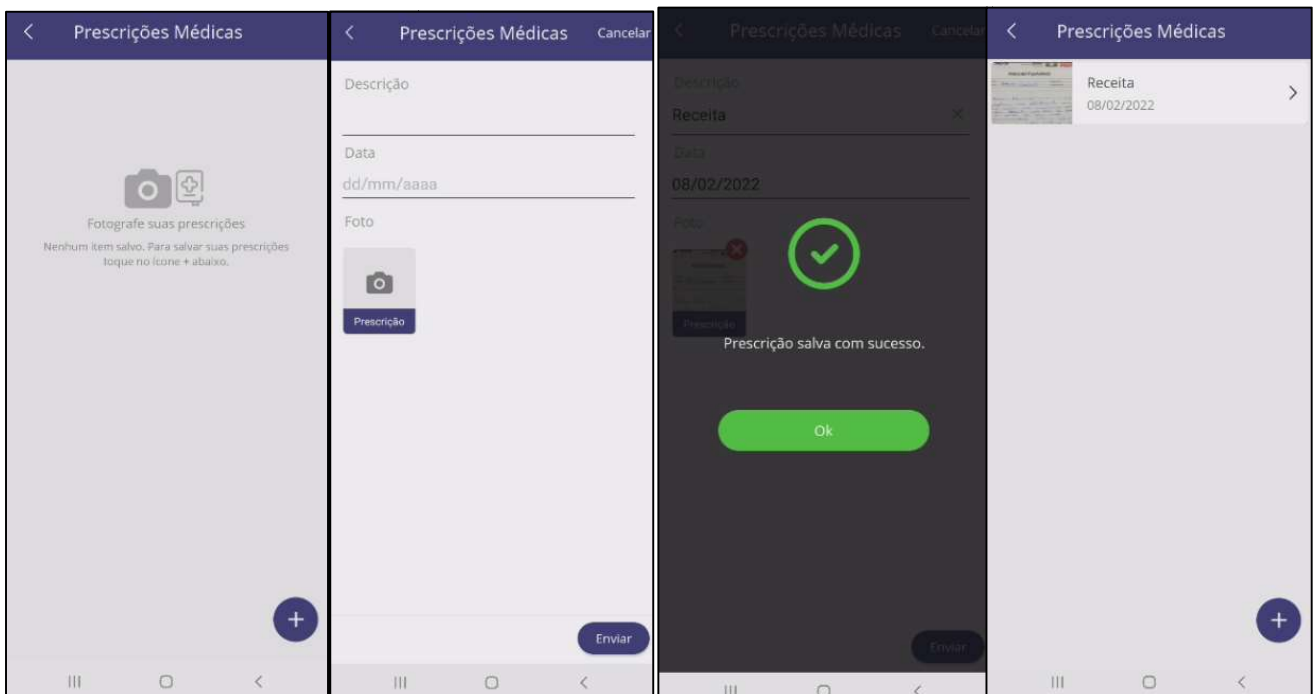 Prescrições Médicas
Fotografe suas prescrições
Nenhum item salvo. Para salvar suas prescrições
toque no ícone + abaixo.
+
Prescrições Médicas
Cancelar
Descrição
Data
dd/mm/aaaa
Foto
Prescrição
Enviar
Prescrições Médicas
Cancelar
Descrição
Receita
Data
08/02/2022
Foto
Prescrição
Prescrição salva com sucesso.
Ok
Enviar
Prescrições Médicas
Receita
08/02/2022
+